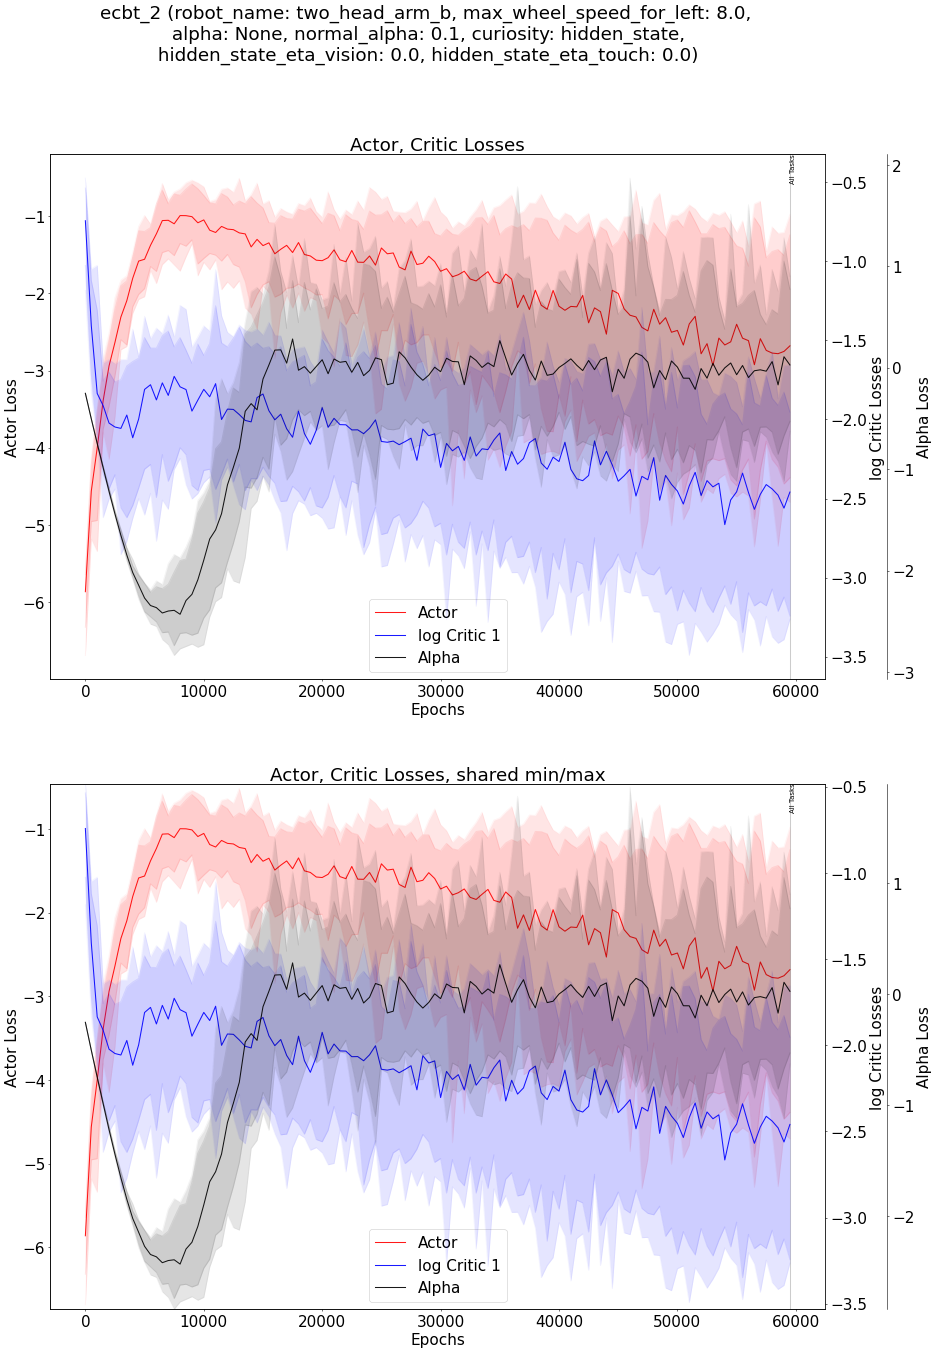 ecbt_2 (robot_name: two_head_arm_b, max_wheel_speed_for_left: 8.0,
alpha: None, normal_alpha: 0.1, curiosity: hidden_state,
hidden_state_eta_vision: 0.0, hidden_state_eta_touch: 0.0)
Actor, Critic Losses
All Tasks
−1
−2
−3
−4
−5
−6
Actor Loss
−0.5
−1.0
−1.5
−2.0
−2.5
−3.0
−3.5
log Critic Losses
2
1
0
−1
−2
−3
Alpha Loss
Actor
log Critic 1
Alpha
0 10000 20000 30000 40000 50000 60000
Epochs
Actor, Critic Losses, shared min/max
All Tasks
−1
−2
−3
−4
−5
−6
Actor Loss
−0.5
−1.0
−1.5
−2.0
−2.5
−3.0
−3.5
log Critic Losses
1
0
−1
−2
Alpha Loss
Actor
log Critic 1
Alpha
0 10000 20000 30000 40000 50000 60000
Epochs